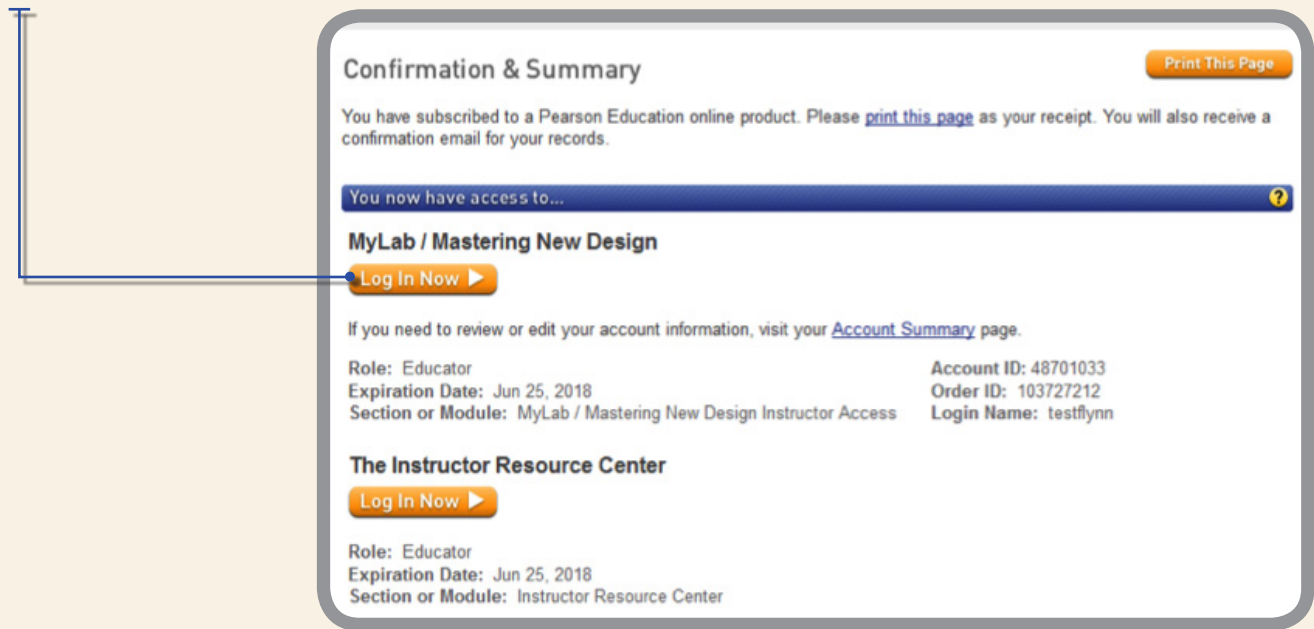 Confirmation & Summary
Print This Page
You have subscribed to a Pearson Education online product. Please print this page as your receipt. You will also receive a
confirmation email for your records.
You now have access to...
?
MyLab / Mastering New Design
Log In Now
If you need to review or edit your account information, visit your Account Summary page.
Role: Educator
Expiration Date: Jun 25, 2018
Section or Module: MyLab / Mastering New Design Instructor Access
Account ID: 48701033
Order ID: 103727212
Login Name: testflynn
The Instructor Resource Center
Log In Now
Role: Educator
Expiration Date: Jun 25, 2018
Section or Module: Instructor Resource Center